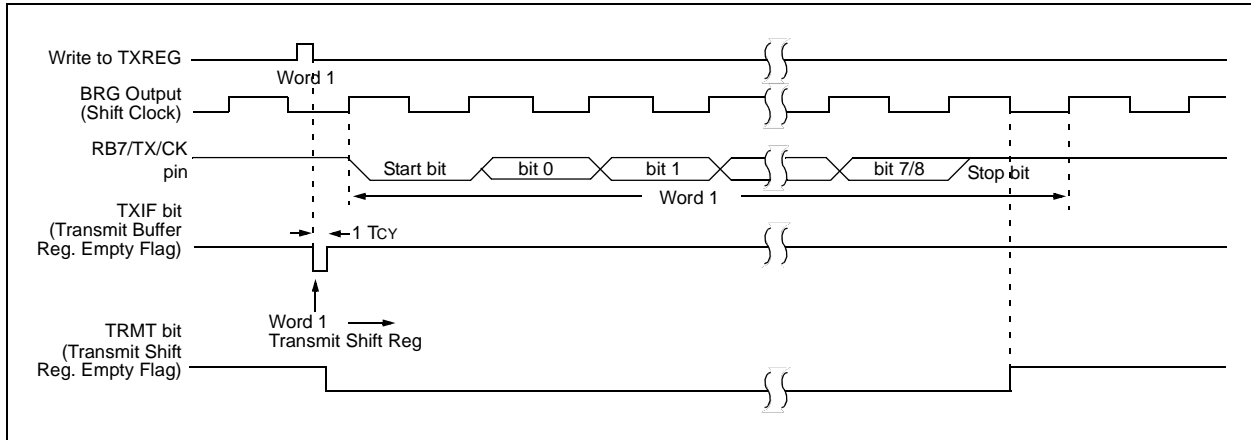 Write to TXREG
Word 1
BRG Output
(Shift Clock)
RB7/TX/CK
pin
Start bit
bit 0
bit 1
bit 7/8
Stop bit
Word 1
TXIF bit
(Transmit Buffer
Reg. Empty Flag)
1 TCY
Word 1
Transmit Shift Reg
TRMT bit
(Transmit Shift
Reg. Empty Flag)